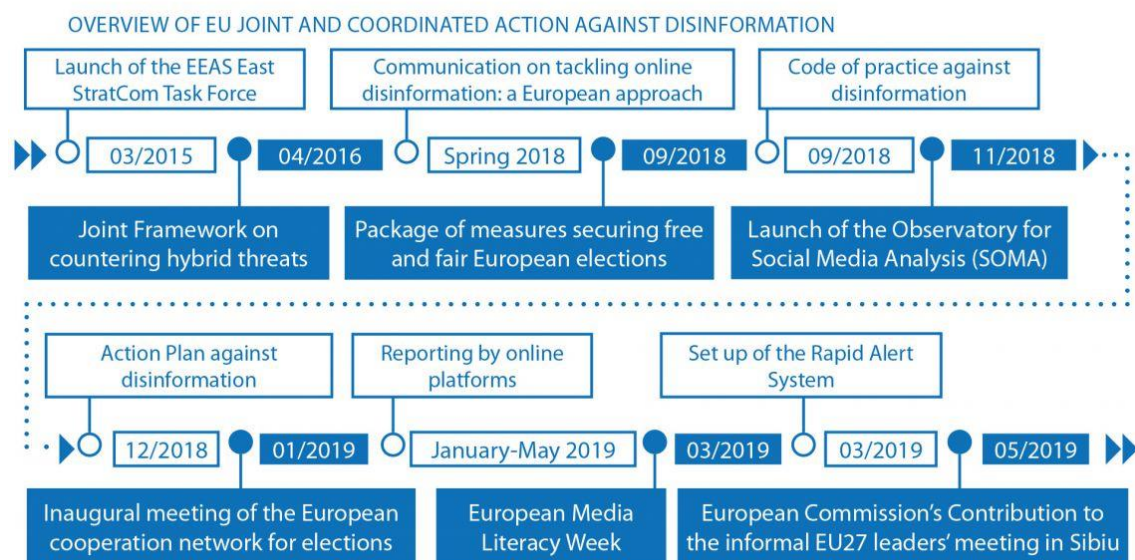 OVERVIEW OF EU JOINT AND COORDINATED ACTION AGAINST DISINFORMATION
Launch of the EEAS East
StratCom Task Force
03/2015
Joint Framework on
countering hybrid threats
04/2016
Communication on tackling online
disinformation: a European approach
Spring 2018
Package of measures securing free
and fair European elections
09/2018
Code of practice against
disinformation
09/2018
Launch of the Observatory for
Social Media Analysis (SOMA)
11/2018
Action Plan against
disinformation
12/2018
Inaugural meeting of the European
cooperation network for elections
01/2019
Reporting by online
platforms
January-May 2019
European Media
Literacy Week
03/2019
Set up of the Rapid Alert
System
03/2019
European Commission’s Contribution to
the informal EU27 leaders’ meeting in Sibiu
05/2019